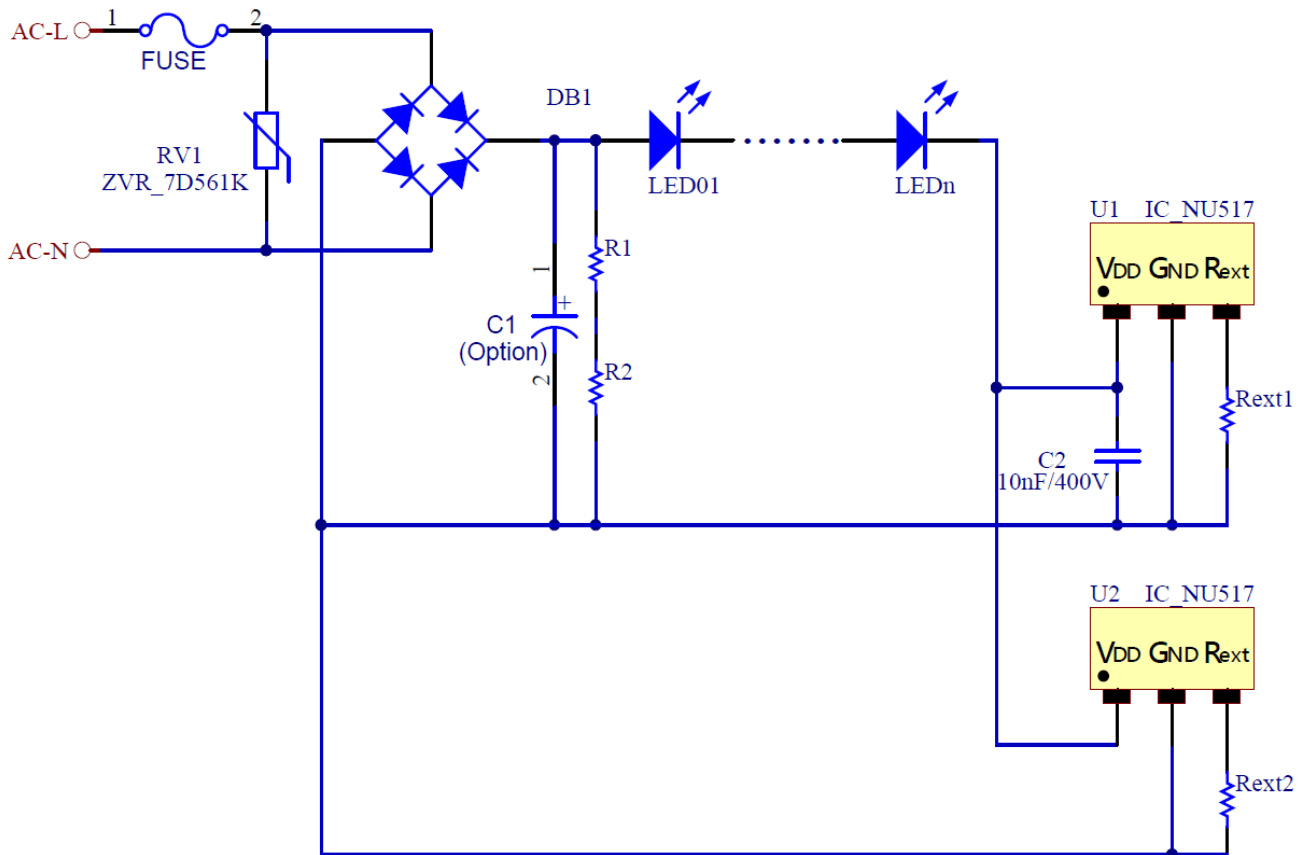 AC-L
1
2
FUSE
DB1
RV1
ZVR_7D561K
LED01
LEDn
AC-N
U1 IC_NU517
VDD GND Rext
R1
1
+
C1
(Option)
2
R2
Rext1
C2
10nF/400V
U2 IC_NU517
VDD GND Rext
Rext2